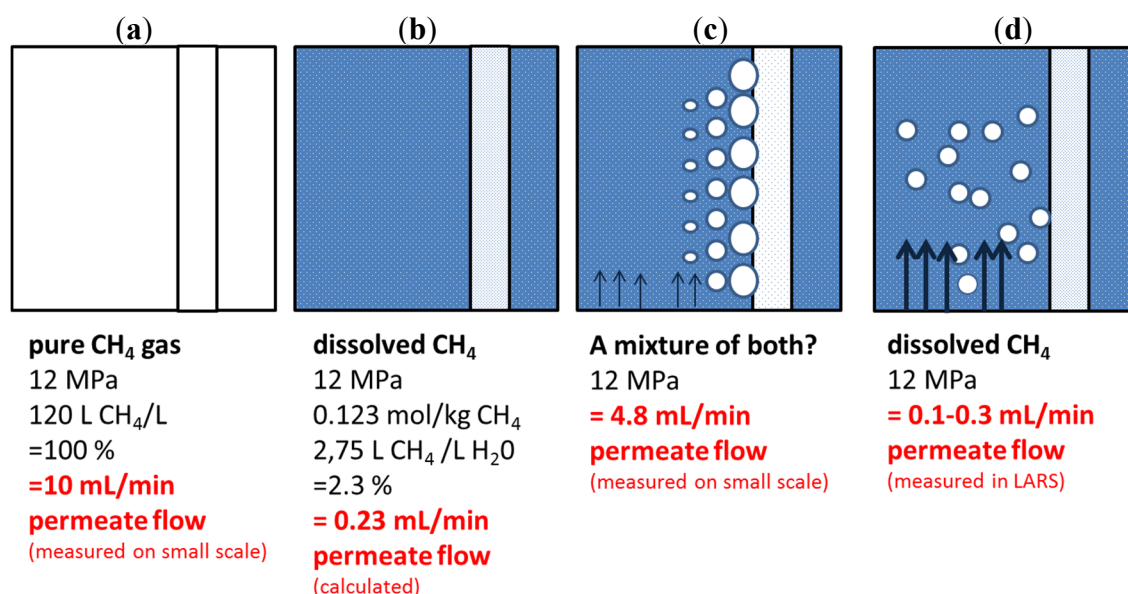 (a)
(b)
(c)
(d)
pure CH₄ gas
12 MPa
120 L CH₄/L
=100 %
=10 mL/min
permeate flow
(measured on small scale)
dissolved CH₄
12 MPa
0.123 mol/kg CH₄
2,75 L CH₄ /L H₂0
=2.3 %
= 0.23 mL/min
permeate flow
(calculated)
A mixture of both?
12 MPa
= 4.8 mL/min
permeate flow
(measured on small scale)
dissolved CH₄
12 MPa
= 0.1-0.3 mL/min
permeate flow
(measured in LARS)